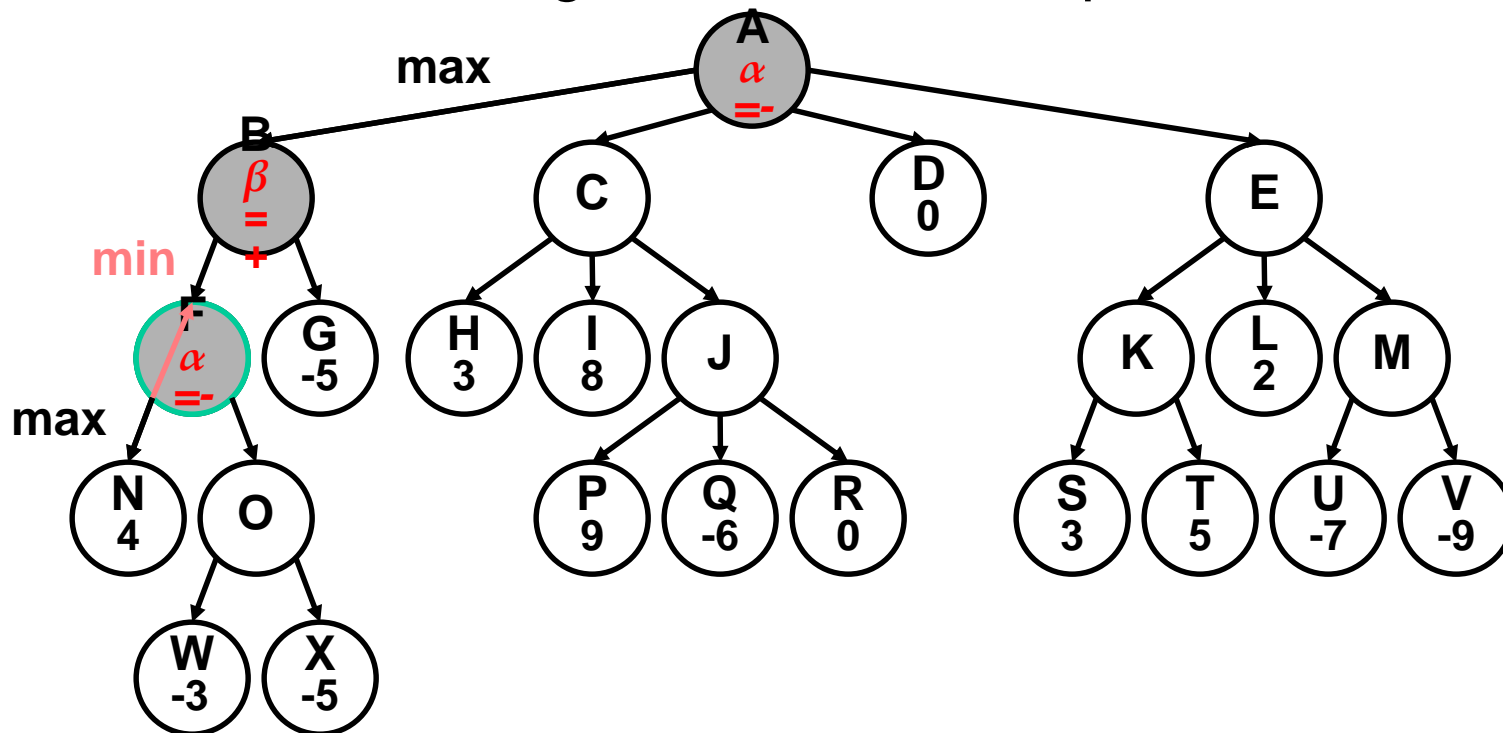 A
α
=-
max
B
β
=
+
C
D
0
E
min
F
α
=-
G
-5
H
3
I
8
J
K
L
2
M
max
N
4
O
P
9
Q
-6
R
0
S
3
T
5
U
-7
V
-9
W
-3
X
-5